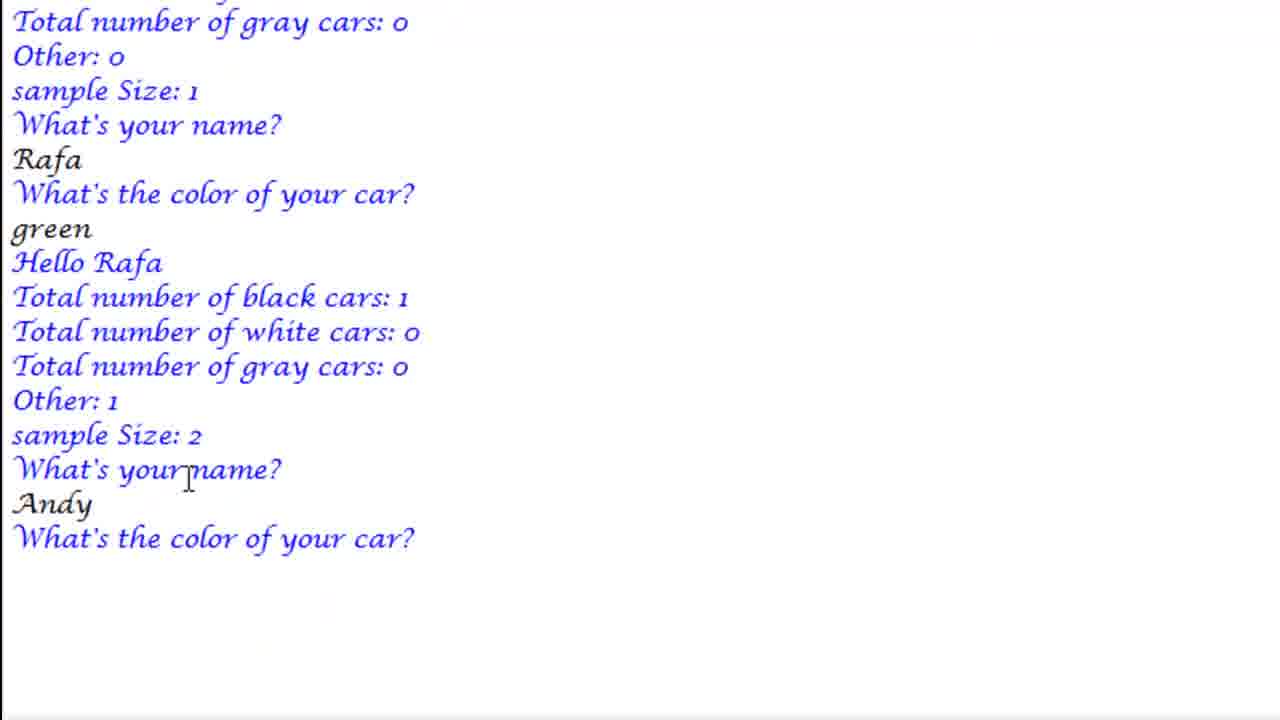 Total number of gray cars: 0
Other: 0
sample Size: 1
What's your name?
Rafa
What's the color of your car?
green
Hello Rafa
Total number of black cars: 1
Total number of white cars: 0
Total number of gray cars: 0
Other: 1
sample Size: 2
What's your name?
Andy
What's the color of your car?